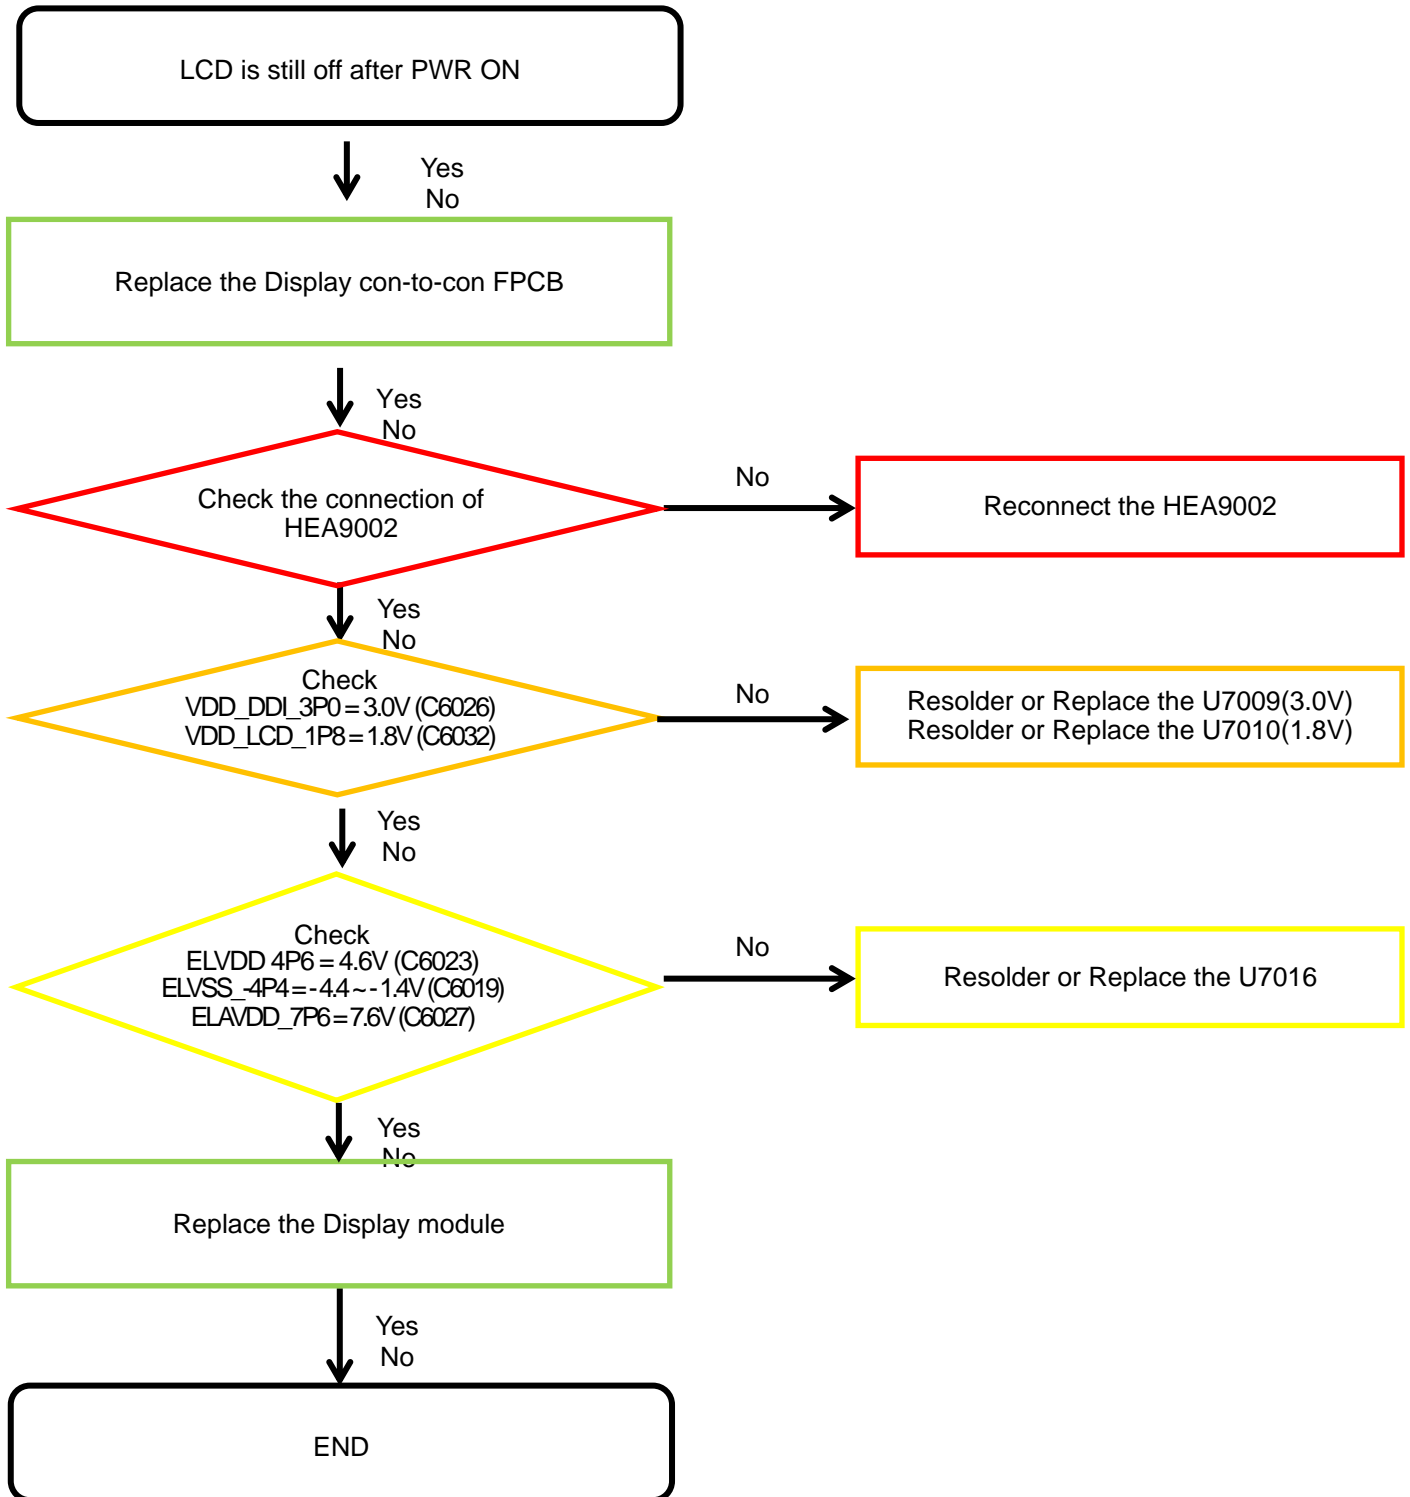 LCD is still off after PWR ON
Yes
No
Replace the Display con-to-con FPCB
Yes
No
Check the connection of
HEA9002
No
Reconnect the HEA9002
Yes
No
Check
VDD_DDI_3P0 = 3.0V (C6026)
VDD_LCD_1P8 = 1.8V (C6032)
No
Resolder or Replace the U7009(3.0V)
Resolder or Replace the U7010(1.8V)
Yes
No
Check
ELVDD 4P6 = 4.6V (C6023)
ELVSS_-4P4 = - 4.4 ~ - 1.4V (C6019)
ELAVDD_7P6 = 7.6V (C6027)
No
Resolder or Replace the U7016
Yes
No
Replace the Display module
Yes
No
END